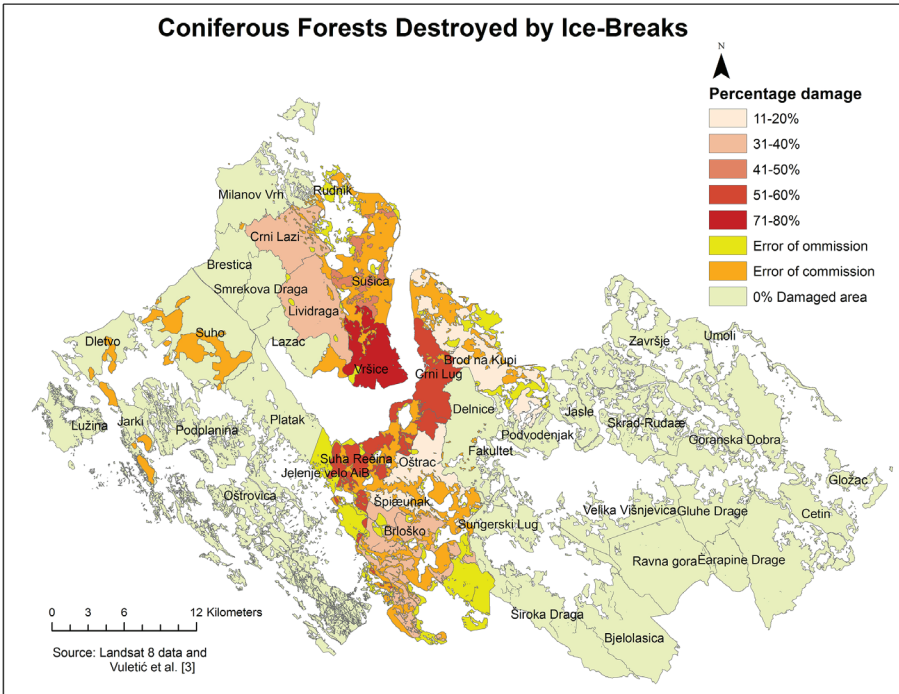 Coniferous Forests Destroyed by Ice-Breaks
N
Percentage damage
11-20%
31-40%
41-50%
51-60%
71-80%
Error of ommission
Error of commission
0% Damaged area
Rudnik
Milanov Vrh
Crni Lazi
Brestica
Sušica
Smrekova Draga
Lividraga
Suho
Dletvo
Lazac
Završje
Umoli
Vršice
Brod na Kupi
Grni Lug
Delnice
Jasle
Lužina
Jarki
Podplanina
Platak
Skrad-Rudaæ
Podvodenjak
Goranska Dobra
Fakultet
Suha Reèina
Oštrac
Jelenje velo AiB
Gložac
Oštrovica
Špiæunak
Velika Višnjevica
Gluhe Drage
Cetin
Sungerski Lug
Brloško
Ravna gora
Èarapine Drage
Široka Draga
Bjelolasica
0 3 6 12 Kilometers
Source: Landsat 8 data and
Vuletić et al. [3]